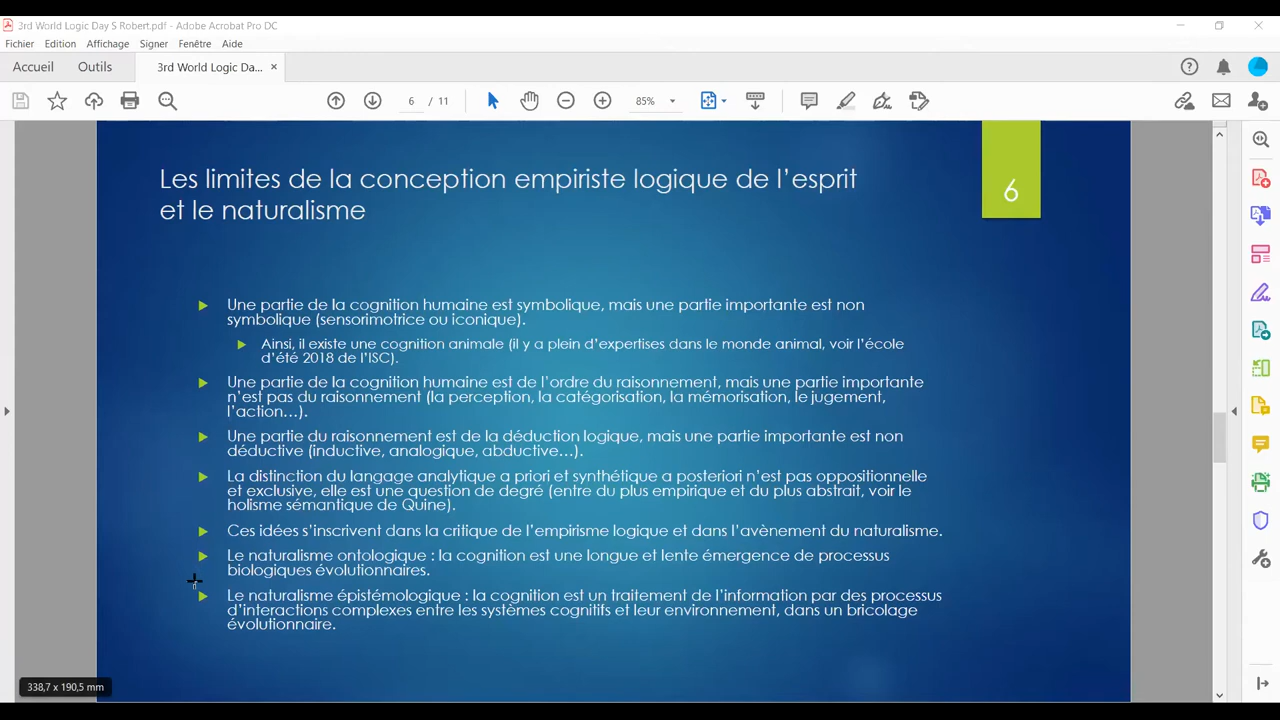 3rd World Logic Day S Robert.pdf - Adobe Acrobat Pro DC
Fichier Edition Affichage Signer Fenêtre Aide
Accueil Outils 3rd World Logic Da... ×
6 / 11 85%
Les limites de la conception empiriste logique de l’esprit
et le naturalisme
6
Une partie de la cognition humaine est symbolique, mais une partie importante est non
symbolique (sensorimotrice ou iconique).
Ainsi, il existe une cognition animale (il y a plein d’expertises dans le monde animal, voir l’école
d’été 2018 de l’ISC).
Une partie de la cognition humaine est de l’ordre du raisonnement, mais une partie importante
n’est pas du raisonnement (la perception, la catégorisation, la mémorisation, le jugement,
l’action…).
Une partie du raisonnement est de la déduction logique, mais une partie importante est non
déductive (inductive, analogique, abductive…).
La distinction du langage analytique a priori et synthétique a posteriori n’est pas oppositionnelle
et exclusive, elle est une question de degré (entre du plus empirique et du plus abstrait, voir le
holisme sémantique de Quine).
Ces idées s’inscrivent dans la critique de l’empirisme logique et dans l’avènement du naturalisme.
Le naturalisme ontologique : la cognition est une longue et lente émergence de processus
biologiques évolutionnaires.
Le naturalisme épistémologique : la cognition est un traitement de l’information par des processus
d’interactions complexes entre les systèmes cognitifs et leur environnement, dans un bricolage
évolutionnaire.
338,7 x 190,5 mm